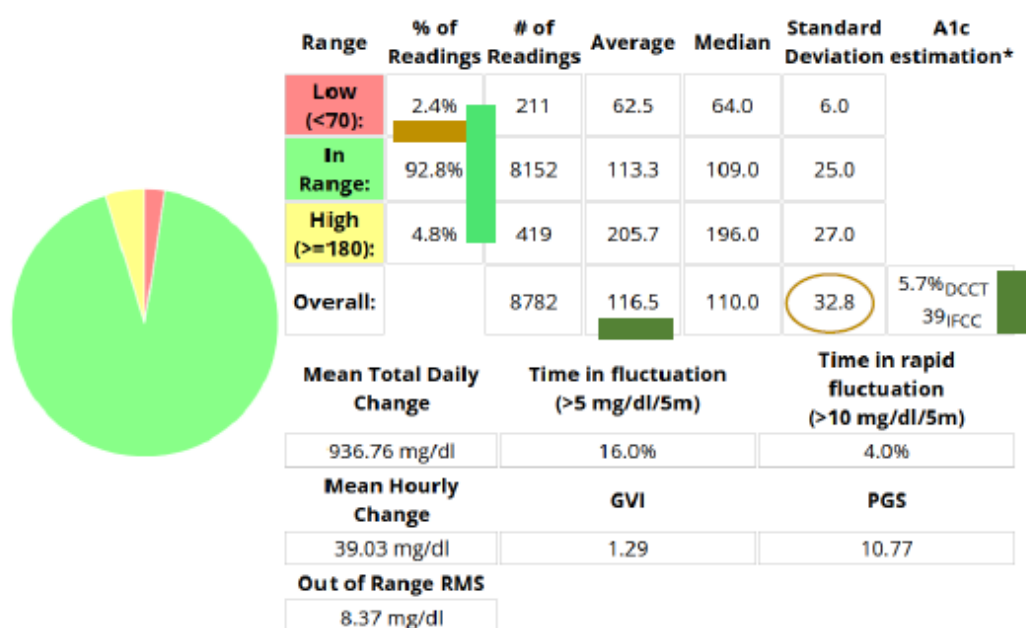 Range % of Readings # of Readings Average Median Standard Deviation A1c estimation*
Low (<70): 2.4% 211 62.5 64.0 6.0
In Range: 92.8% 8152 113.3 109.0 25.0
High (>=180): 4.8% 419 205.7 196.0 27.0
Overall: 8782 116.5 110.0 32.8 5.7%DCCT 39IFCC
Mean Total Daily Change Time in fluctuation (>5 mg/dl/5m) Time in rapid fluctuation (>10 mg/dl/5m)
936.76 mg/dl 16.0% 4.0%
Mean Hourly Change GVI PGS
39.03 mg/dl 1.29 10.77
Out of Range RMS
8.37 mg/dl